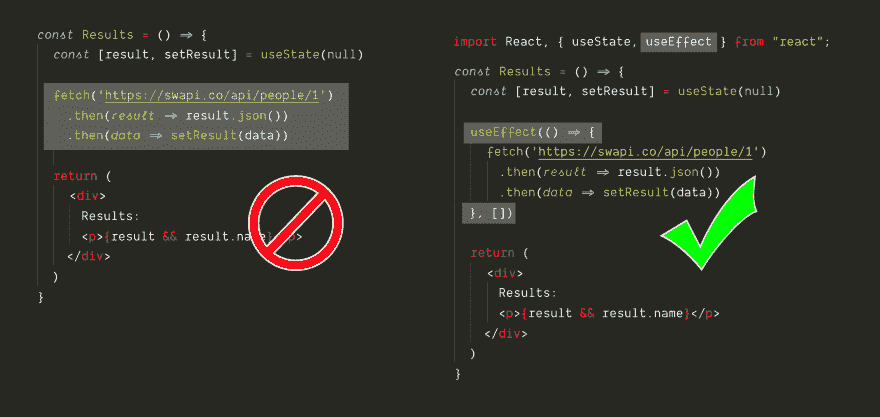 const Results = () => {
const [result, setResult] = useState(null)
fetch('https://swapi.co/api/people/1')
.then(result => result.json())
.then(data => setResult(data))
return (
<div>
Results:
<p>{result && result.name}</p>
</div>
)
}
import React, { useState, useEffect } from "react";
const Results = () => {
const [result, setResult] = useState(null)
useEffect(() => {
fetch('https://swapi.co/api/people/1')
.then(result => result.json())
.then(data => setResult(data))
}, [])
return (
<div>
Results:
<p>{result && result.name}</p>
</div>
)
}